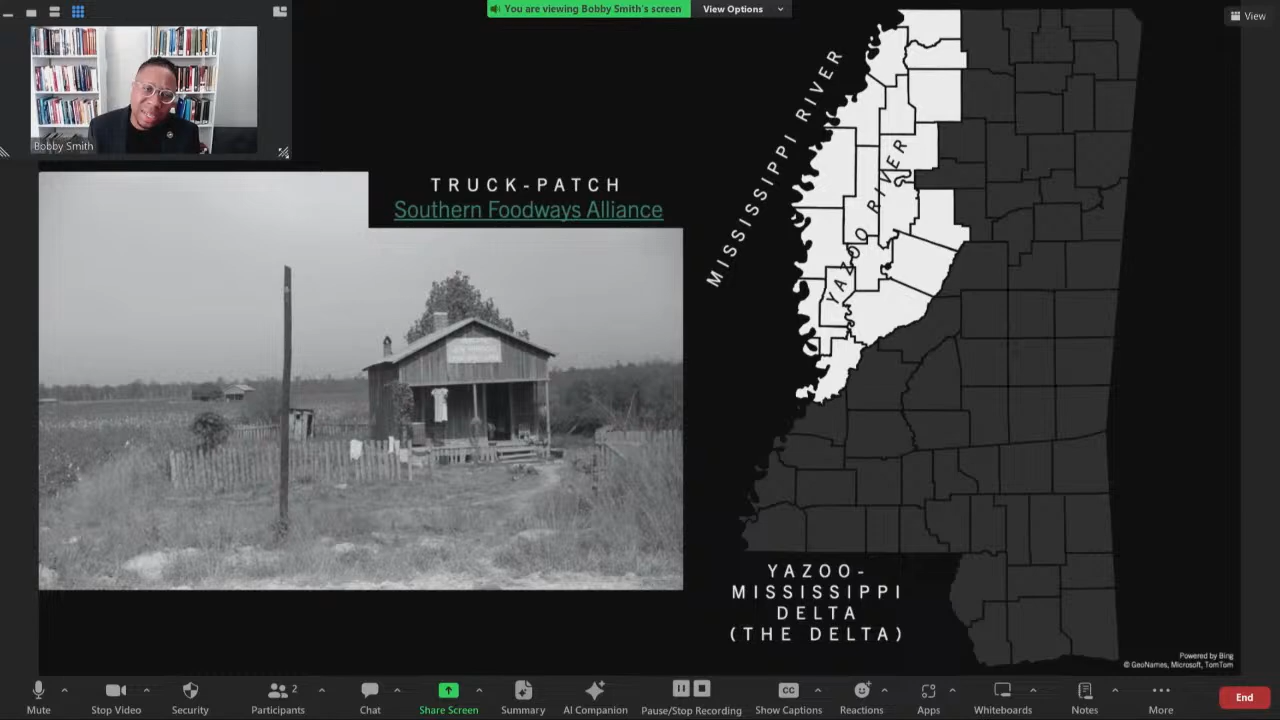 You are viewing Bobby Smith's screen
View Options
View
Bobby Smith
TRUCK-PATCH
Southern Foodways Alliance
MISSISSIPPI RIVER
YAZOO RIVER
YAZOO-
MISSISSIPPI
DELTA
(THE DELTA)
Powered by Bing
© GeoNames, Microsoft, TomTom
Mute
Stop Video
Security
Participants
2
Chat
Share Screen
Summary
AI Companion
Pause/Stop Recording
CC
Show Captions
Reactions
Apps
Whiteboards
Notes
More
End